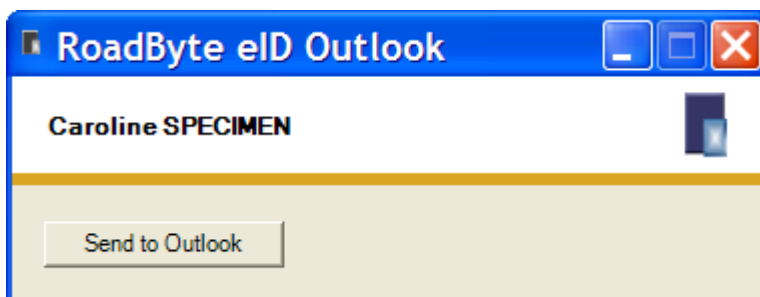 RoadByte eID Outlook
Caroline SPECIMEN
Send to Outlook